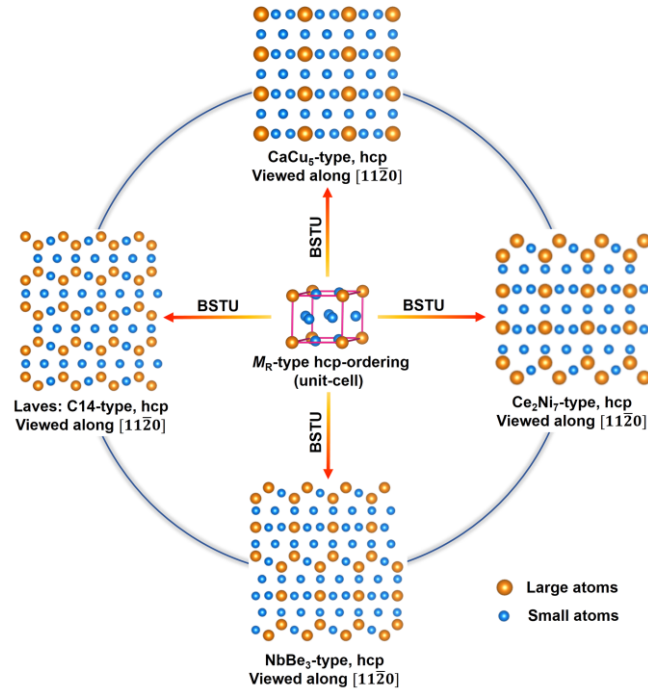 CaCu₅-type, hcp
Viewed along [112̄0]
BSTU
BSTU
BSTU
M_R-type hcp-ordering
(unit-cell)
Laves: C14-type, hcp
Viewed along [112̄0]
Ce₂Ni₇-type, hcp
Viewed along [112̄0]
BSTU
Large atoms
Small atoms
NbBe₃-type, hcp
Viewed along [112̄0]